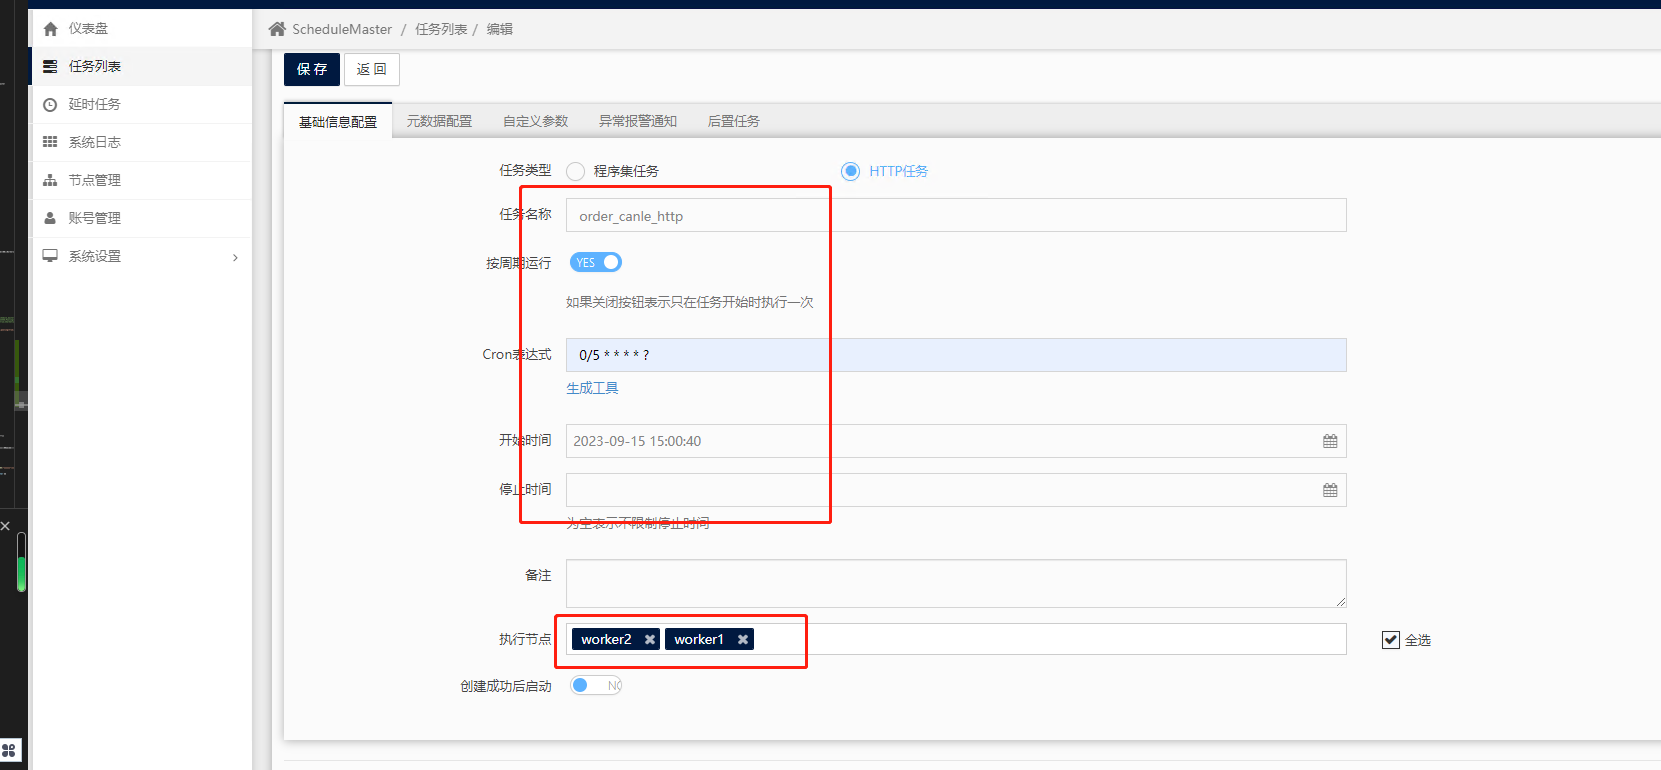 仪表盘
任务列表
延时任务
系统日志
节点管理
账号管理
系统设置
ScheduleMaster / 任务列表 / 编辑
保 存 返 回
基础信息配置 元数据配置 自定义参数 异常报警通知 后置任务
任务类型 程序集任务 HTTP任务
任务名称 order_canle_http
按周期运行 YES
如果关闭按钮表示只在任务开始时执行一次
Cron表达式 0/5 * * * * ?
生成工具
开始时间 2023-09-15 15:00:40
停止时间
为空表示不限制停止时间
备注
执行节点 worker2 worker1 全选
创建成功后启动 NO